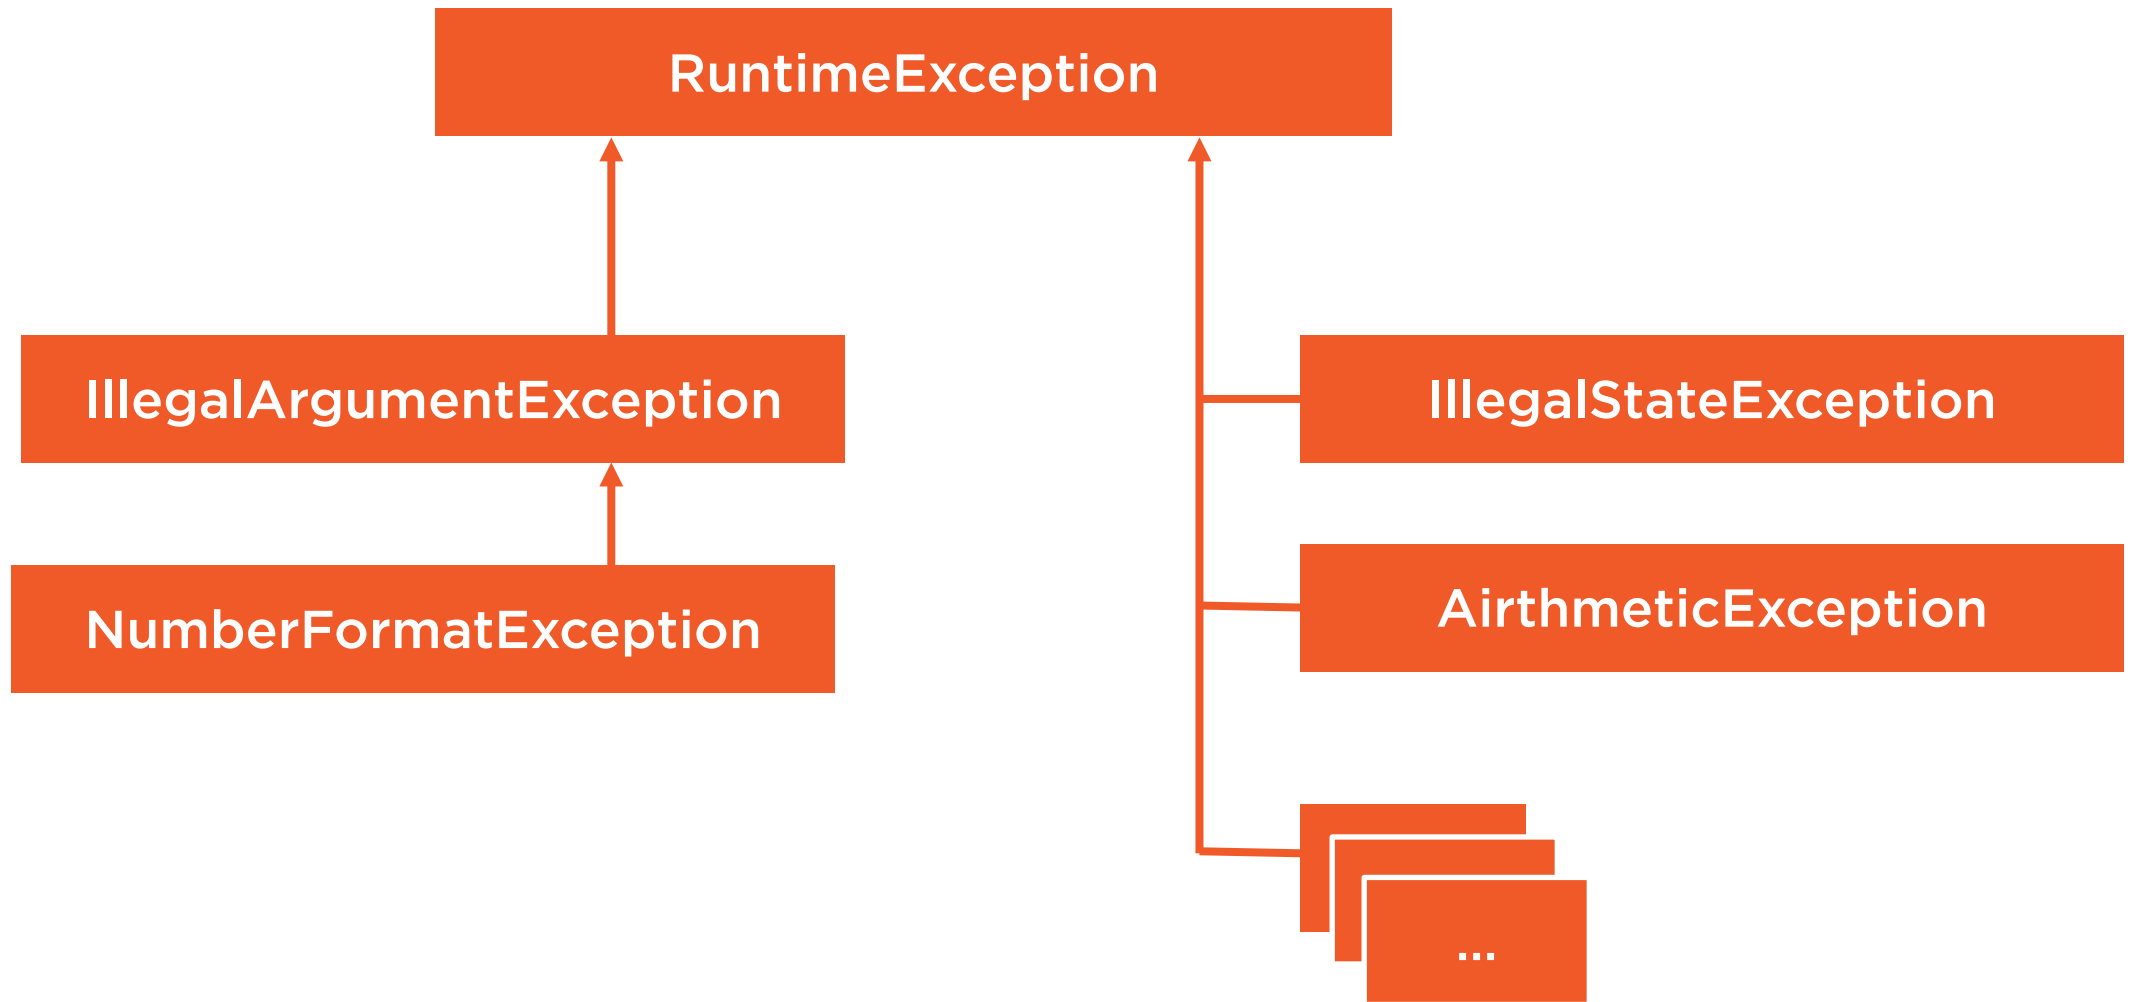 RuntimeException
IllegalArgumentException
IllegalStateException
NumberFormatException
AirthmeticException
...